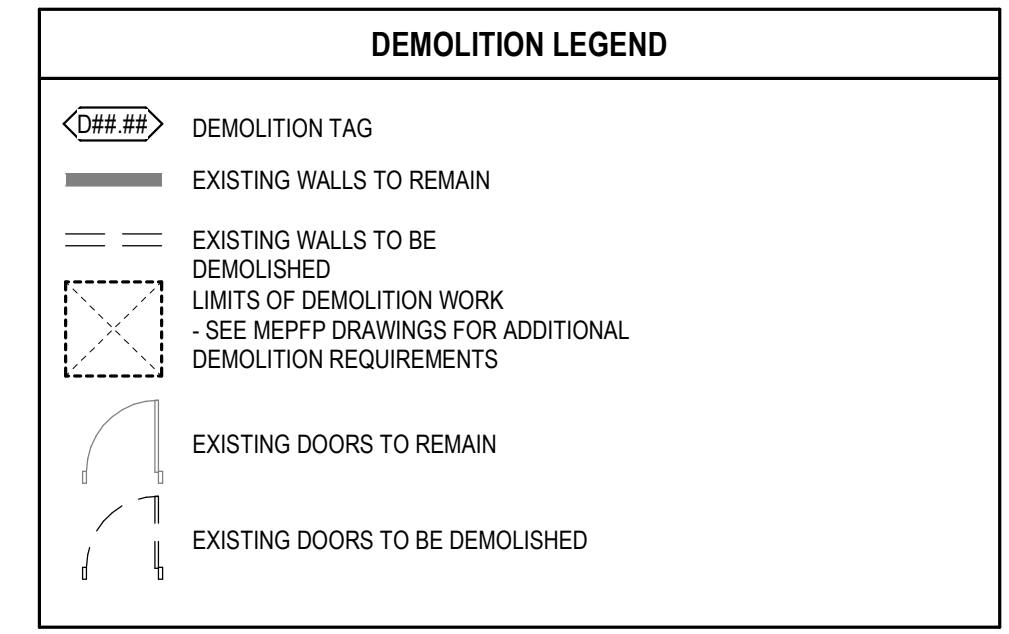 DEMOLITION LEGEND
D##.##
DEMOLITION TAG
EXISTING WALLS TO REMAIN
EXISTING WALLS TO BE
DEMOLISHED
LIMITS OF DEMOLITION WORK
- SEE MEPFP DRAWINGS FOR ADDITIONAL
DEMOLITION REQUIREMENTS
EXISTING DOORS TO REMAIN
EXISTING DOORS TO BE DEMOLISHED